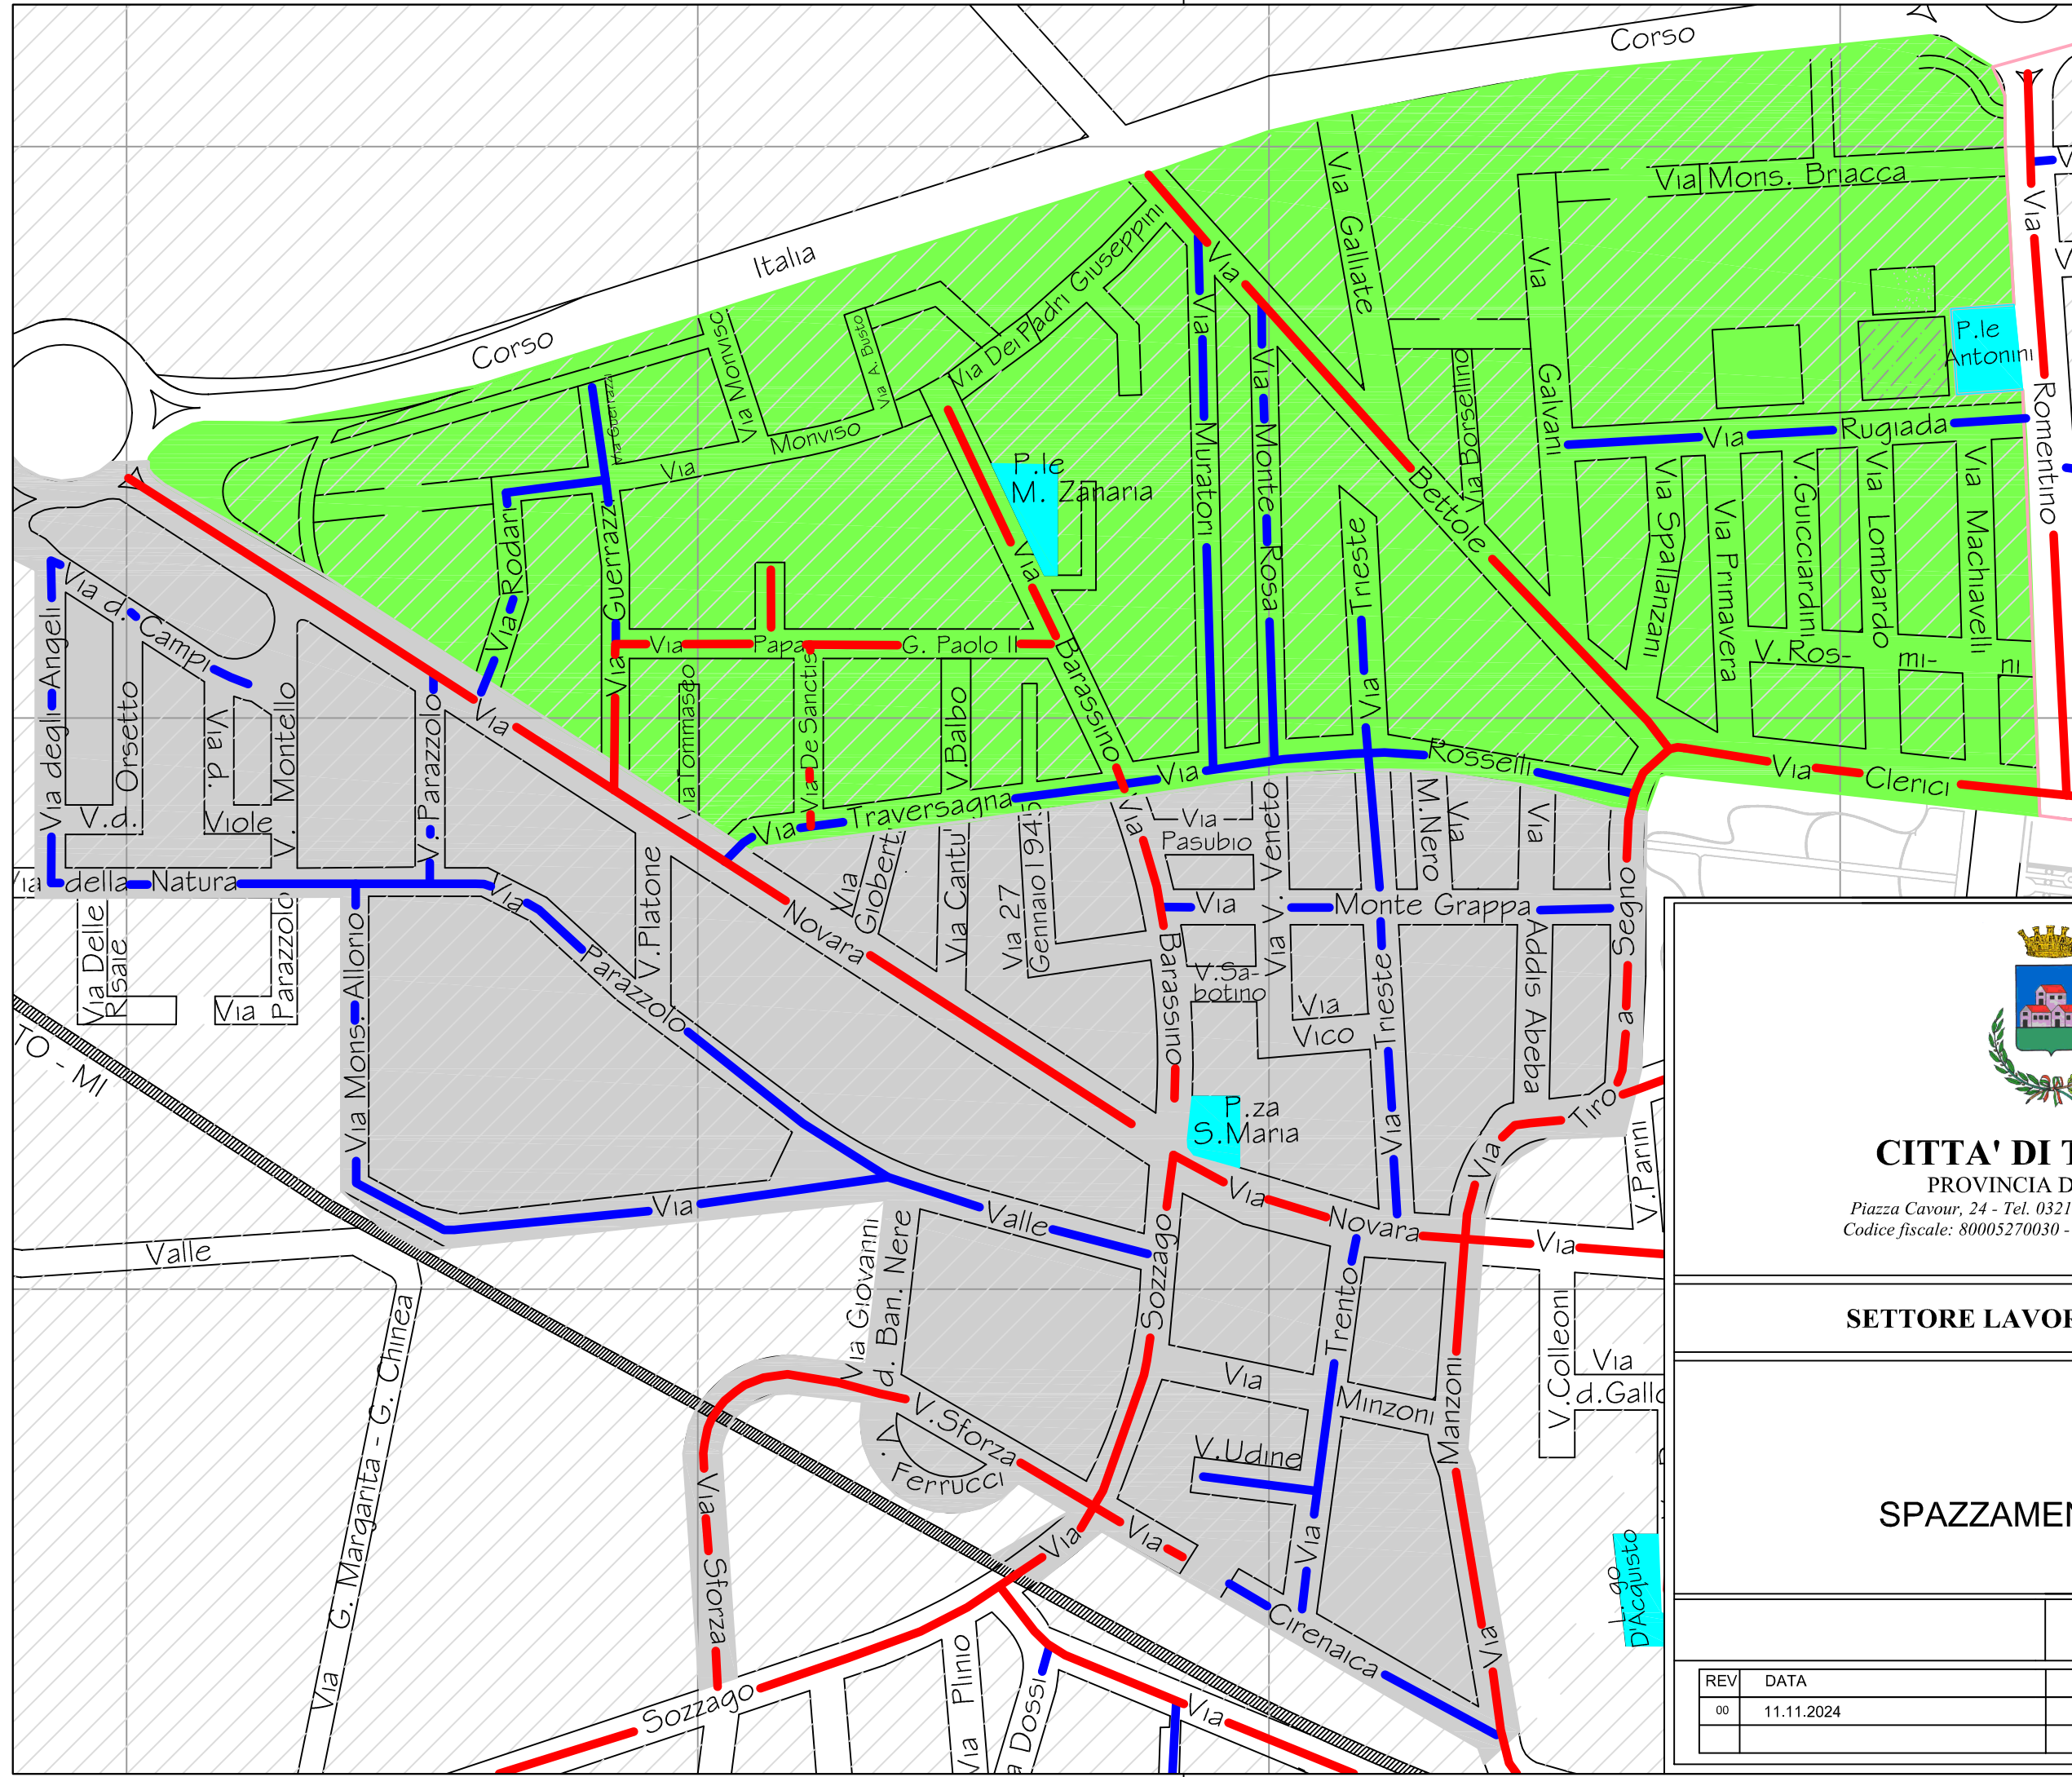 Corso
Italia
Corso
Via Galliate
Via Mons. Briacca
Via
Via Galvani
Via Romentino
P.le
Antonini
Via Dei Padri Giuseppini
Via Monviso
Via A. Busto
Via Guerrazzi
Via Monviso
Via Muratori
Via Monte Rosa
Via Bettole
Via Borsellino
Via Rugiada
P.le
M. Zanaria
Via Barassino
Via Trieste
Via Spallanzani
Via Primavera
V.Guicciardini
Via Lombardo
Via Machiavelli
V.Ros-
mi-
ni
Via Rodari
Via Guerrazzi
Via Papa G. Paolo II
Via Tommaseo
Via De Sanctis
V.Balbo
Via Traversagna
Via Rosselli
Via Clerici
Via degli Angeli
Via d. Campi
Orsetto
V.d.
Via P.
Viole
V. Montello
V. Parazzolo
Via Novara
Via della Natura
Via Delle
Risaie
Via Parazzolo
Via Mons. Allorio
Via Parazzolo
V.Platone
Via
Gioberti
Via Cantu'
Via 27
Gennaio 1945
Via Barassino
Via
Pasubio
Via V. Veneto
M.Nero
Via
Via Addis Abeba
Via Monte Grappa
V.Sa-
botino
Via
Vico
Via Trieste
Via Tiro a Segno
TO - MI
P.za
S.Maria
Via Novara
Via
V.Parini
Via Valle
Valle
Via G. Margarita - G. Chinea
Via Giovanni
d. Ban. Nere
Via Sozzago
Via Trento
Via Minzoni
Via Manzoni
V.Colleoni
Via
d.Gallo
V.Udine
V.Sforza
V. Ferrucci
Via
Via Sforza
Via Cirenaica
L.go
D'Acquisto
Sozzago
Via Plinio
a Dossi
Via
CITTA' DI T
PROVINCIA D
Piazza Cavour, 24 - Tel. 0321
Codice fiscale: 80005270030 -
SETTORE LAVOR
SPAZZAMEN
REV DATA
00 11.11.2024